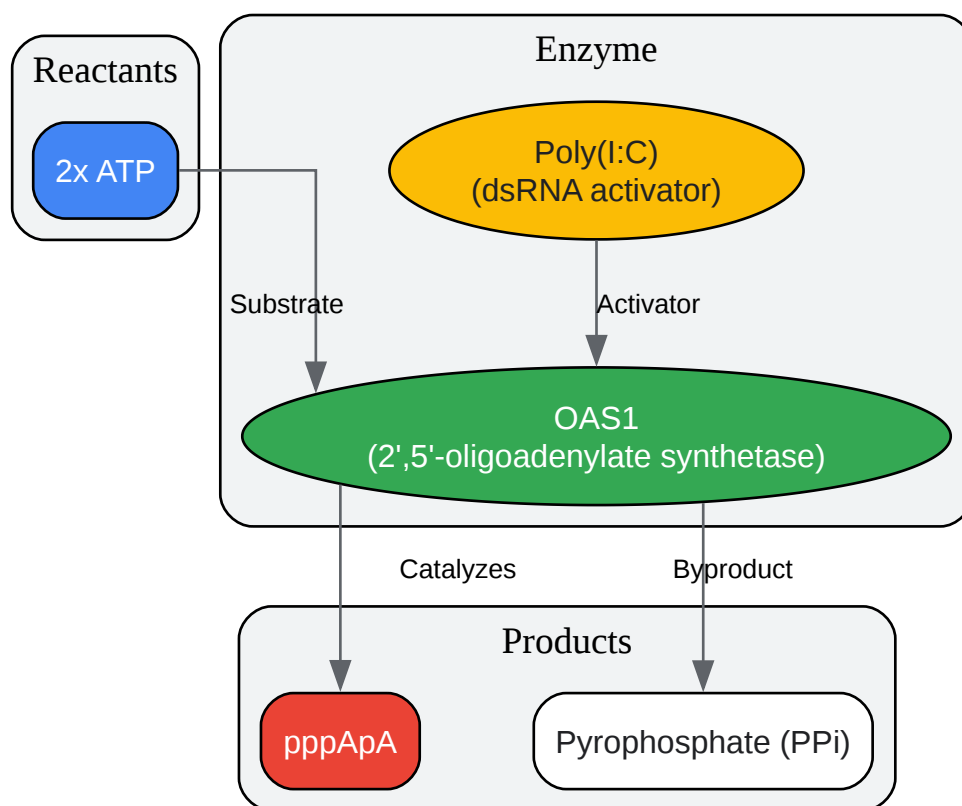 Reactants
Enzyme
2x ATP
Poly(I:C)
(dsRNA activator)
Substrate
Activator
OAS1
(2',5'-oligoadenylate synthetase)
Catalyzes
Byproduct
Products
pppApA
Pyrophosphate (PPi)